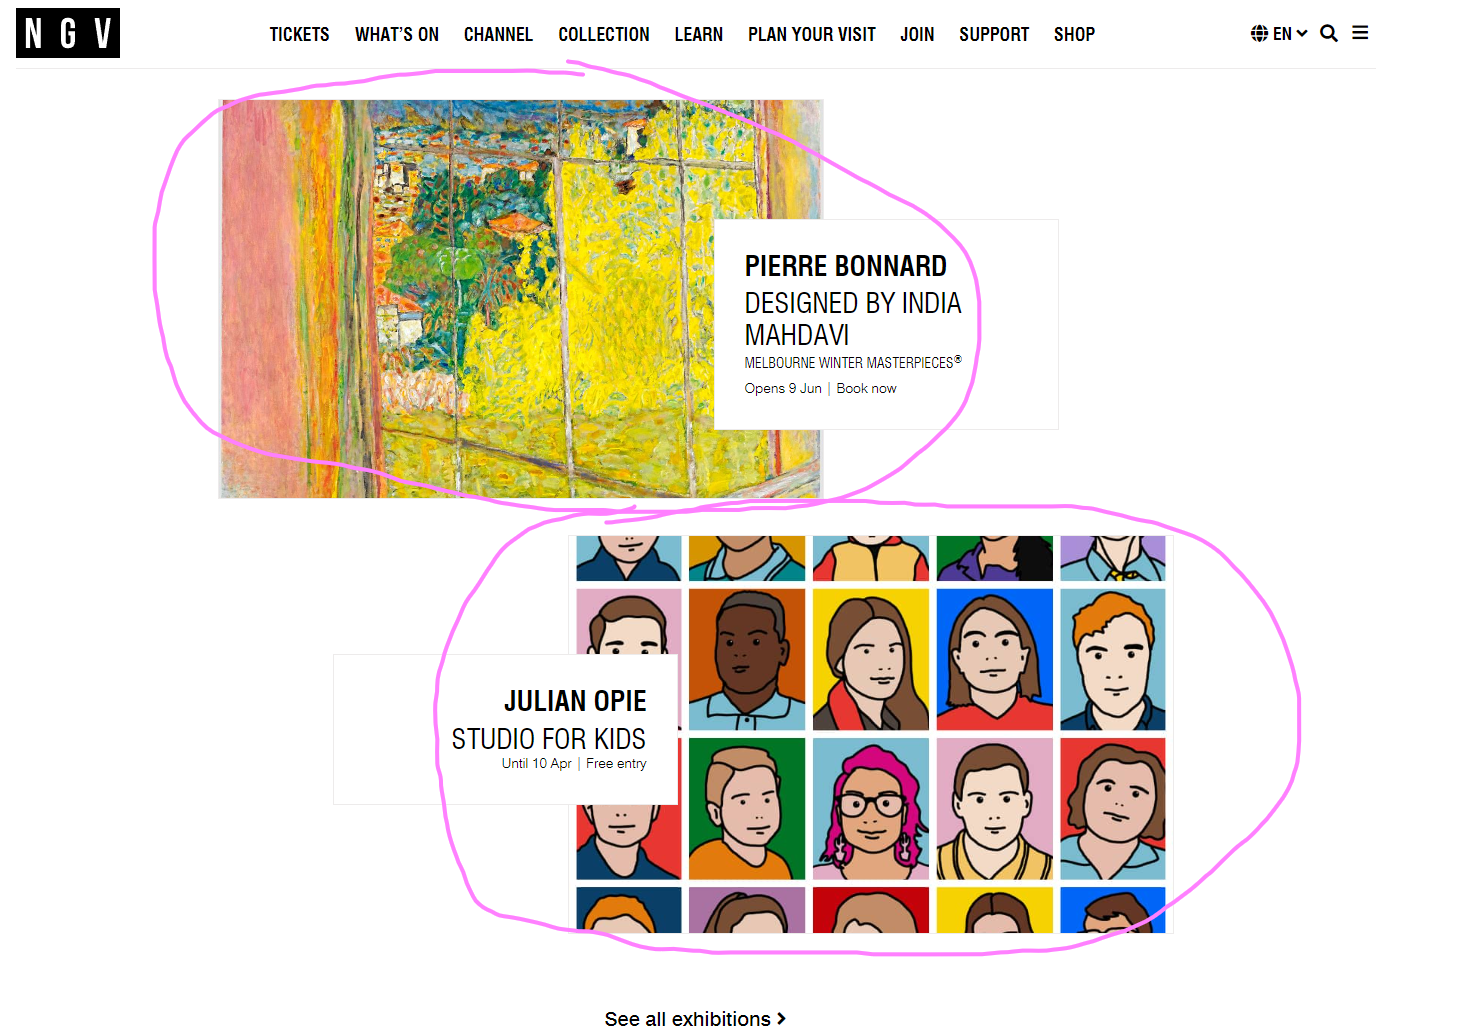 NGV
TICKETS WHAT'S ON CHANNEL COLLECTION LEARN PLAN YOUR VISIT JOIN SUPPORT SHOP EN
PIERRE BONNARD
DESIGNED BY INDIA
MAHDAVI
MELBOURNE WINTER MASTERPIECES®
Opens 9 Jun | Book now
JULIAN OPIE
STUDIO FOR KIDS
Until 10 Apr | Free entry
See all exhibitions